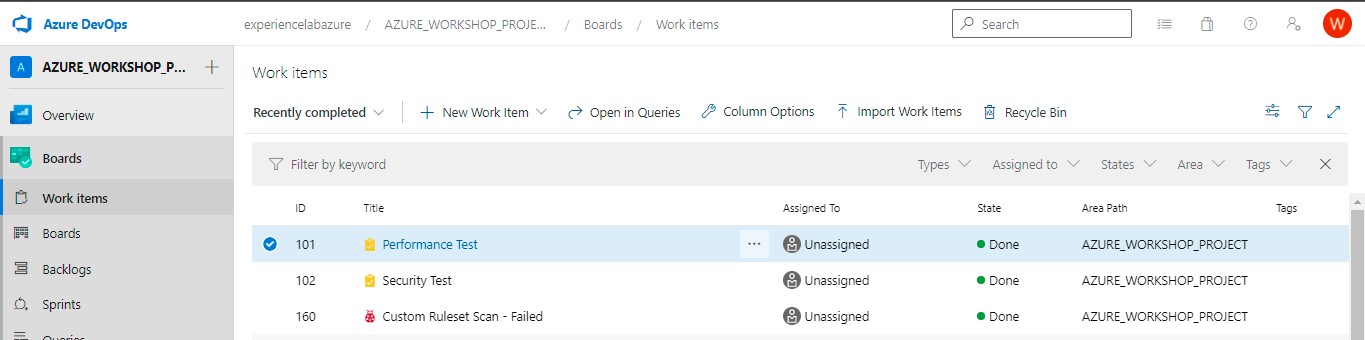 Azure DevOps
experiencelabazure / AZURE_WORKSHOP_PROJE... / Boards / Work items
Search
W
A AZURE_WORKSHOP_P...
Overview
Boards
Work items
Boards
Backlogs
Sprints
Queries
Work items
Recently completed
New Work Item
Open in Queries
Column Options
Import Work Items
Recycle Bin
Filter by keyword
Types
Assigned to
States
Area
Tags
ID Title Assigned To State Area Path Tags
101 Performance Test ... Unassigned Done AZURE_WORKSHOP_PROJECT
102 Security Test Unassigned Done AZURE_WORKSHOP_PROJECT
160 Custom Ruleset Scan - Failed Unassigned Done AZURE_WORKSHOP_PROJECT